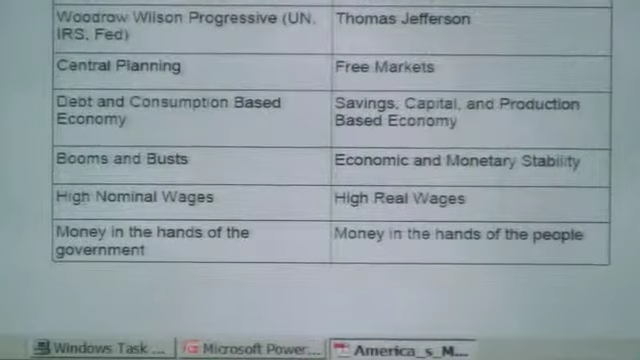 Woodrow Wilson Progressive (UN, IRS, Fed)
Thomas Jefferson
Central Planning
Free Markets
Debt and Consumption Based Economy
Savings, Capital, and Production Based Economy
Booms and Busts
Economic and Monetary Stability
High Nominal Wages
High Real Wages
Money in the hands of the government
Money in the hands of the people
Windows Task ...
Microsoft Power...
America_s_M...